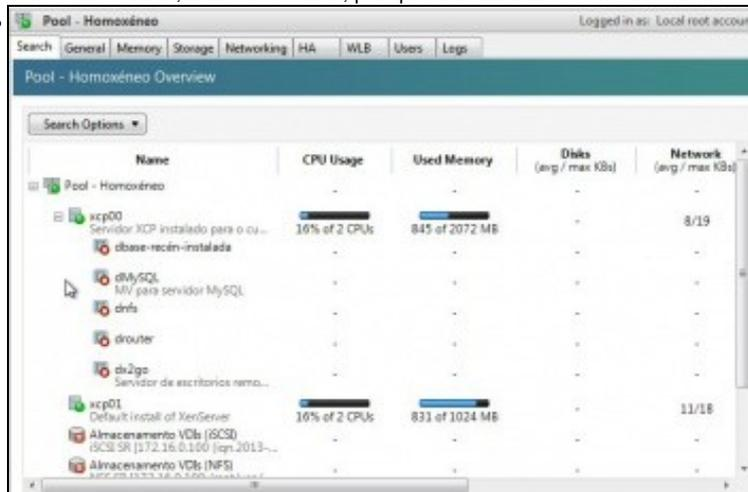 Pool - Homoxéneo
Logged in as: Local root accour
Search General Memory Storage Networking HA WLB Users Logs
Pool - Homoxéneo Overview
Search Options
Name CPU Usage Used Memory Disks (avg / max KBs) Network (avg / max KBs)
Pool - Homoxéneo - - - -
xcp00
Servidor XCP instalado para o cu... 16% of 2 CPUs 845 of 2072 MB - 8/19
dbase-recén-instalada - - - -
dMySQL - - - -
MV para servidor MySQL
dnfs - - - -
drouter - - - -
dx2go - - - -
Servidor de escritorios remo...
xcp01
Default install of XenServer 16% of 2 CPUs 831 of 1024 MB - 11/18
Almacenamento VDIs (iSCSI) - - - -
iSCSI SR [172.16.0.100 (iqn.2013-...
Almacenamento VDIs (NFS) - - - -